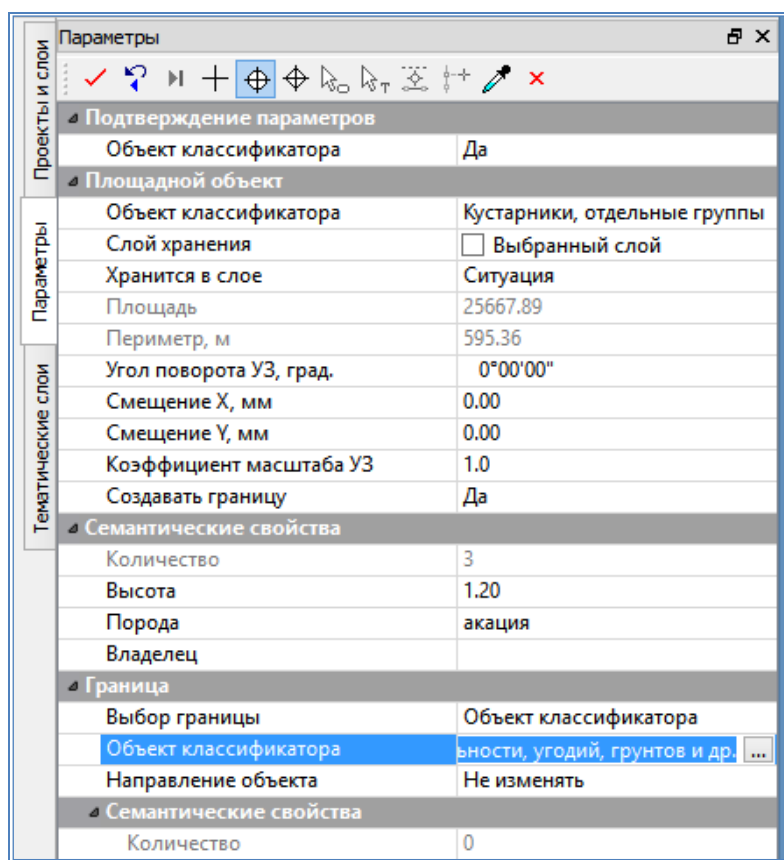 Параметры
Проекты и слои
Параметры
Тематические слои
Подтверждение параметров
Объект классификатора Да
Площадной объект
Объект классификатора Кустарники, отдельные группы
Слой хранения Выбранный слой
Хранится в слое Ситуация
Площадь 25667.89
Периметр, м 595.36
Угол поворота УЗ, град. 0°00'00"
Смещение X, мм 0.00
Смещение Y, мм 0.00
Коэффициент масштаба УЗ 1.0
Создавать границу Да
Семантические свойства
Количество 3
Высота 1.20
Порода акация
Владелец
Граница
Выбор границы Объект классификатора
Объект классификатора ьности, угодий, грунтов и др. ...
Направление объекта Не изменять
Семантические свойства
Количество 0